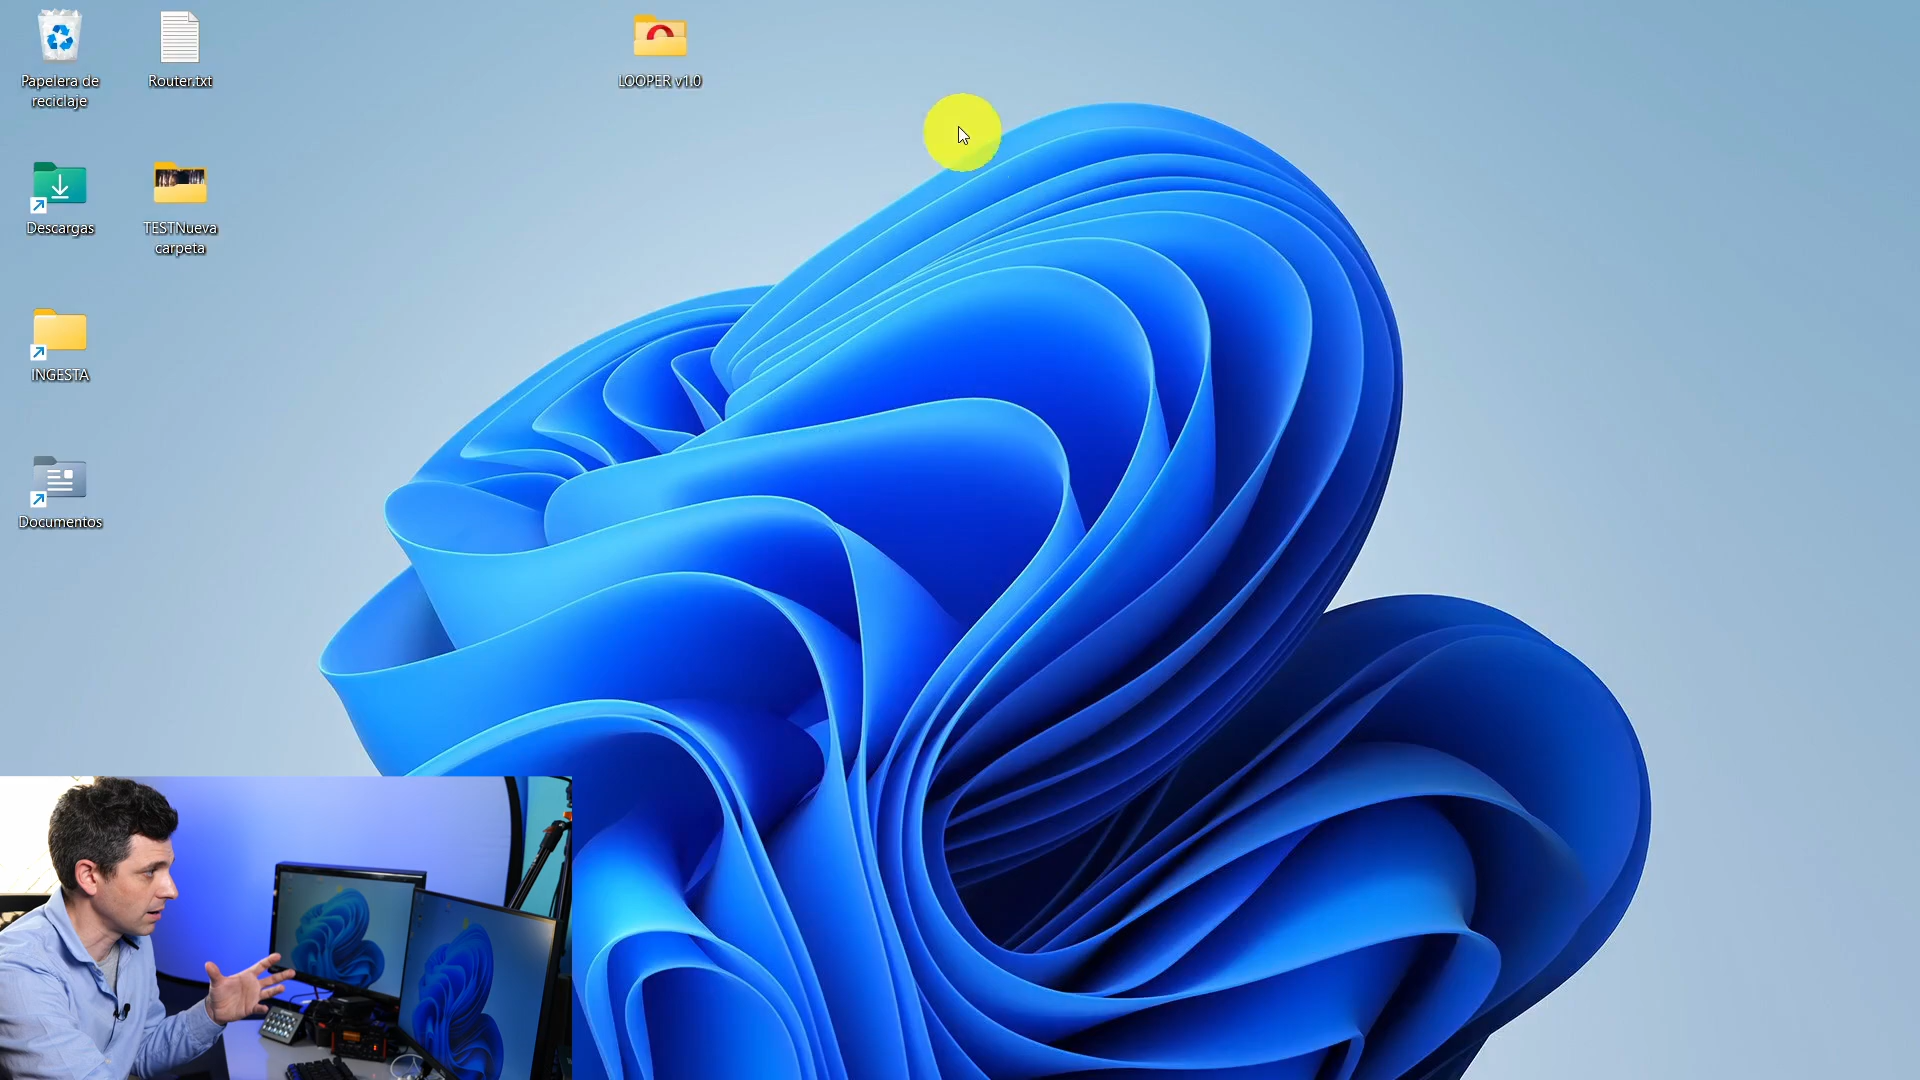 Papelera de
reciclaje
Router.txt
LOOPER v1.0
Descargas
TESTNueva
carpeta
INGESTA
Documentos